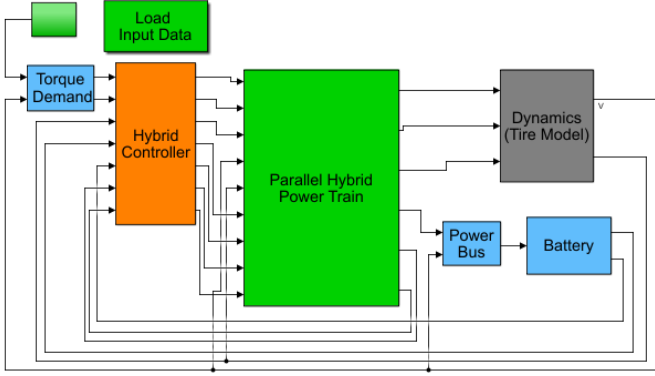 Load
Input Data
Torque
Demand
Hybrid
Controller
Parallel Hybrid
Power Train
Dynamics
(Tire Model)
v
Power
Bus
Battery